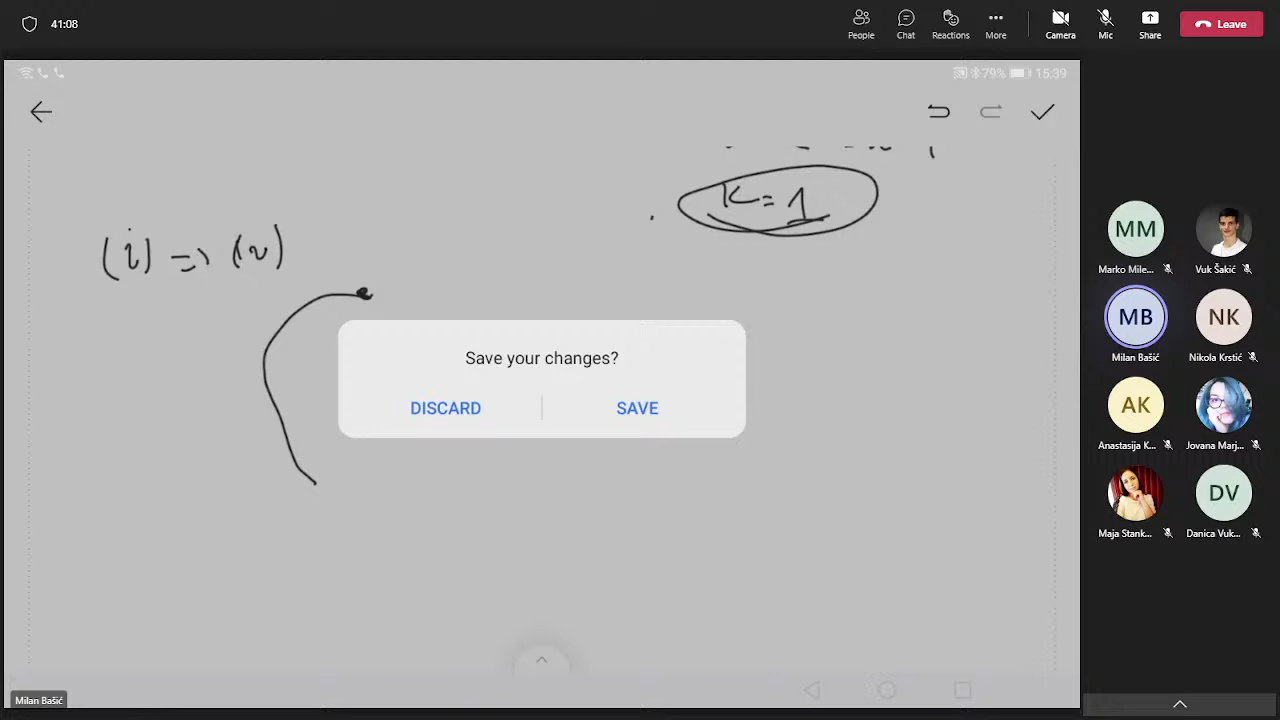 41:08
People
Chat
Reactions
More
Camera
Mic
Share
Leave
79%
15:39
K=1
(i) => (iv)
Save your changes?
DISCARD
SAVE
MM
Marko Mile...
Vuk Šakić
MB
Milan Bašić
NK
Nikola Krstić
AK
Anastasija K...
Jovana Marj...
Maja Stank...
DV
Danica Vuk...
Milan Bašić